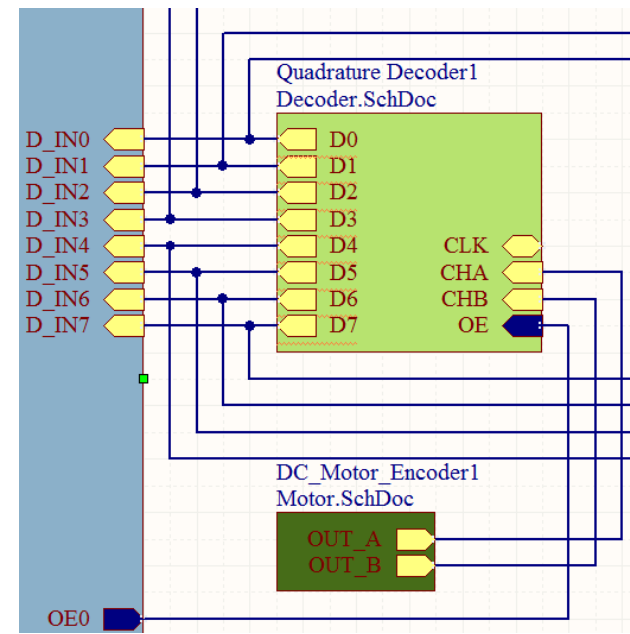 Quadrature Decoder1
Decoder.SchDoc
D_IN0
D_IN1
D_IN2
D_IN3
D_IN4
D_IN5
D_IN6
D_IN7
D0
D1
D2
D3
D4
D5
D6
D7
CLK
CHA
CHB
OE
DC_Motor_Encoder1
Motor.SchDoc
OUT_A
OUT_B
OE0